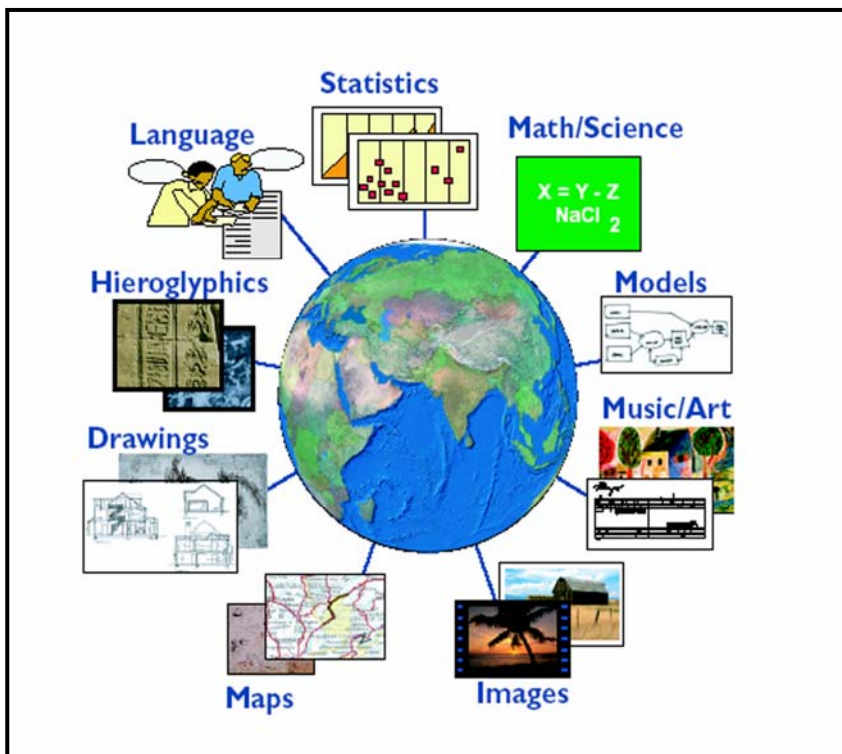 Statistics
Language
Math/Science
X = Y - Z
NaCl 2
Hieroglyphics
Models
Music/Art
Drawings
Maps
Images